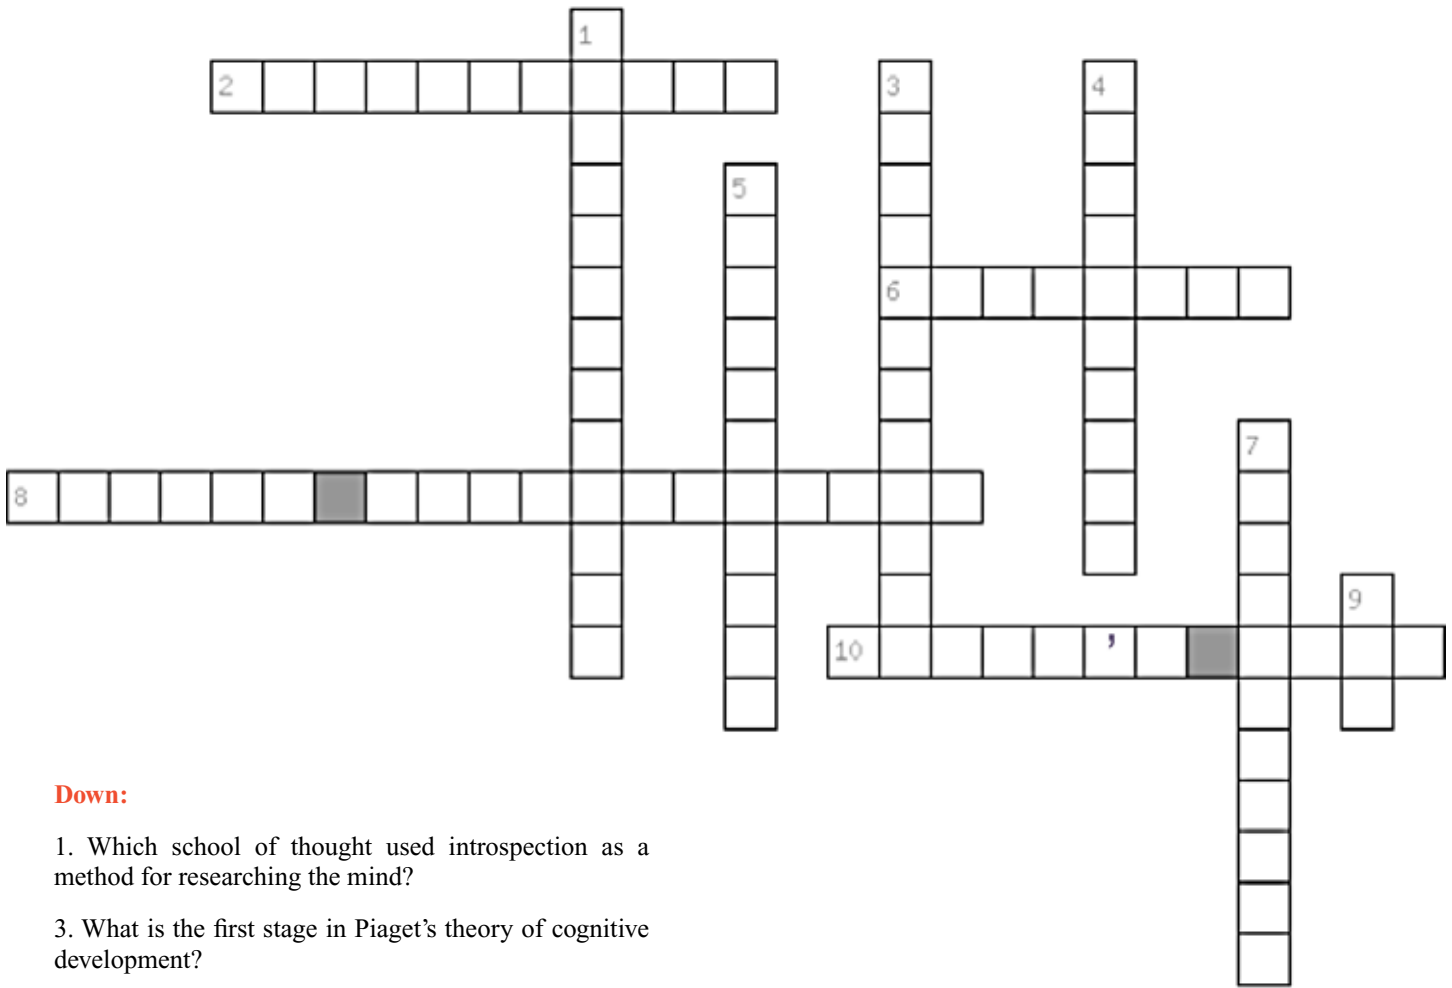 1
2
3
4
5
6
7
8
9
10
’
Down:
1. Which school of thought used introspection as a
method for researching the mind?
3. What is the first stage in Piaget’s theory of cognitive
development?